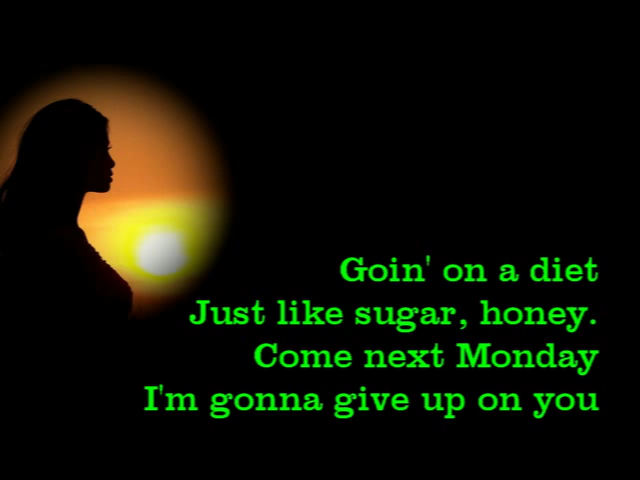 Goin' on a diet
Just like sugar, honey.
Come next Monday
I'm gonna give up on you